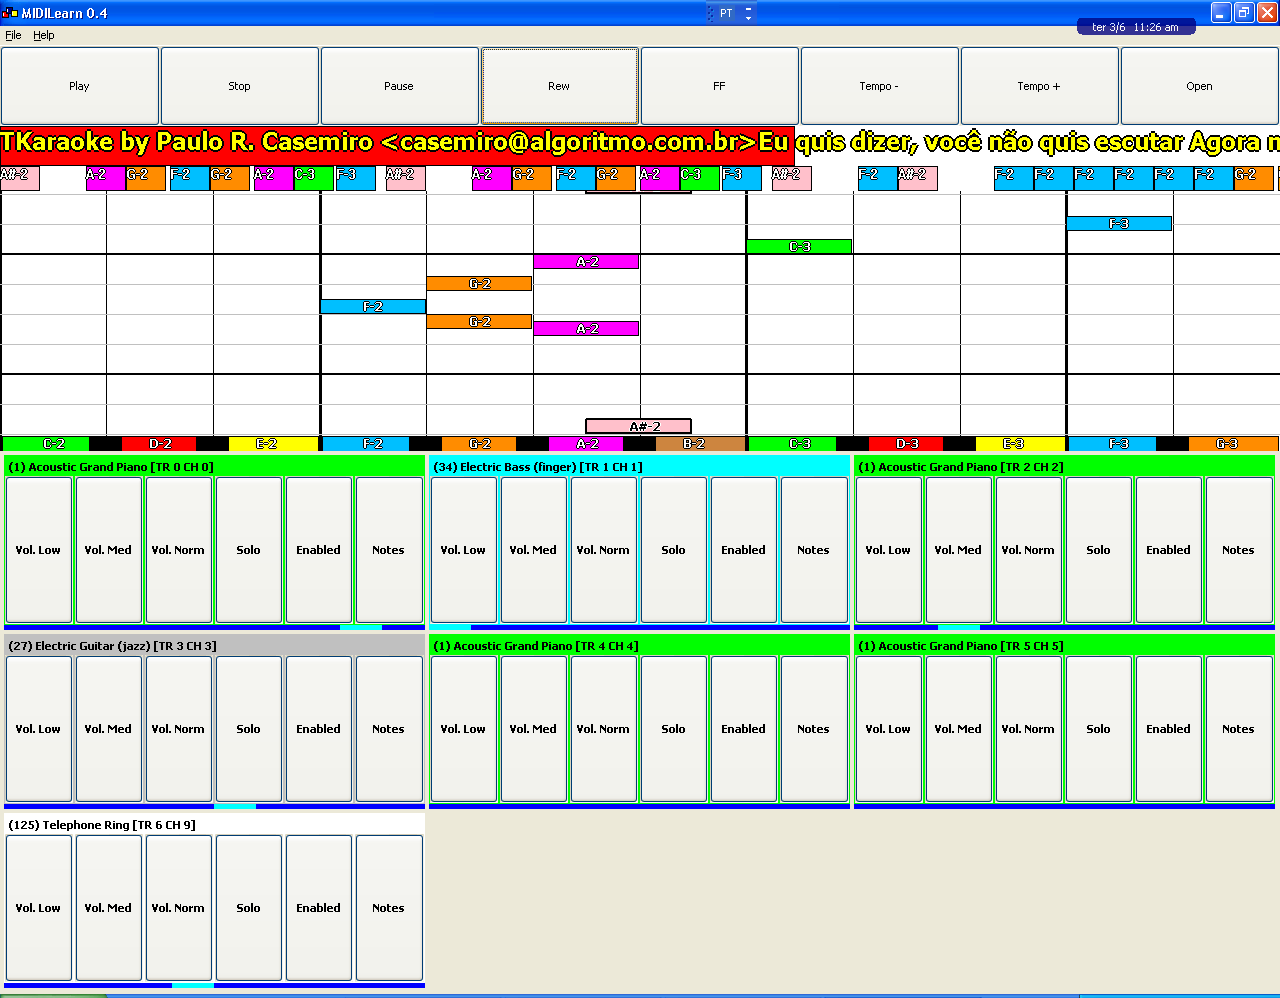 MIDILearn 0.4
PT
ter 3/6 11:26 am
File Help
Play Stop Pause Rew FF Tempo - Tempo + Open
TKaraoke by Paulo R. Casemiro <casemiro@algoritmo.com.br>Eu quis dizer, você não quis escutar Agora
A#-2 A-2 G-2 F-2 G-2 A-2 C-3 F-3 A#-2 A-2 G-2 F-2 G-2 A-2 C-3 F-3 A#-2 F-2 A#-2 F-2 F-2 F-2 F-2 F-2 F-2 G-2
F-3
C-3
A-2
G-2
F-2
G-2
A-2
A#-2
C-2 D-2 E-2 F-2 G-2 A-2 B-2 C-3 D-3 E-3 F-3 G-3
(1) Acoustic Grand Piano [TR 0 CH 0]
Vol. Low Vol. Med Vol. Norm Solo Enabled Notes
(34) Electric Bass (finger) [TR 1 CH 1]
Vol. Low Vol. Med Vol. Norm Solo Enabled Notes
(1) Acoustic Grand Piano [TR 2 CH 2]
Vol. Low Vol. Med Vol. Norm Solo Enabled Notes
(27) Electric Guitar (jazz) [TR 3 CH 3]
Vol. Low Vol. Med Vol. Norm Solo Enabled Notes
(1) Acoustic Grand Piano [TR 4 CH 4]
Vol. Low Vol. Med Vol. Norm Solo Enabled Notes
(1) Acoustic Grand Piano [TR 5 CH 5]
Vol. Low Vol. Med Vol. Norm Solo Enabled Notes
(125) Telephone Ring [TR 6 CH 9]
Vol. Low Vol. Med Vol. Norm Solo Enabled Notes